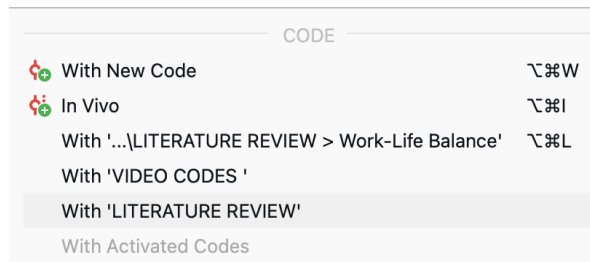 CODE
With New Code ⌥⌘W
In Vivo ⌥⌘I
With '...\LITERATURE REVIEW > Work-Life Balance' ⌥⌘L
With 'VIDEO CODES '
With 'LITERATURE REVIEW'
With Activated Codes